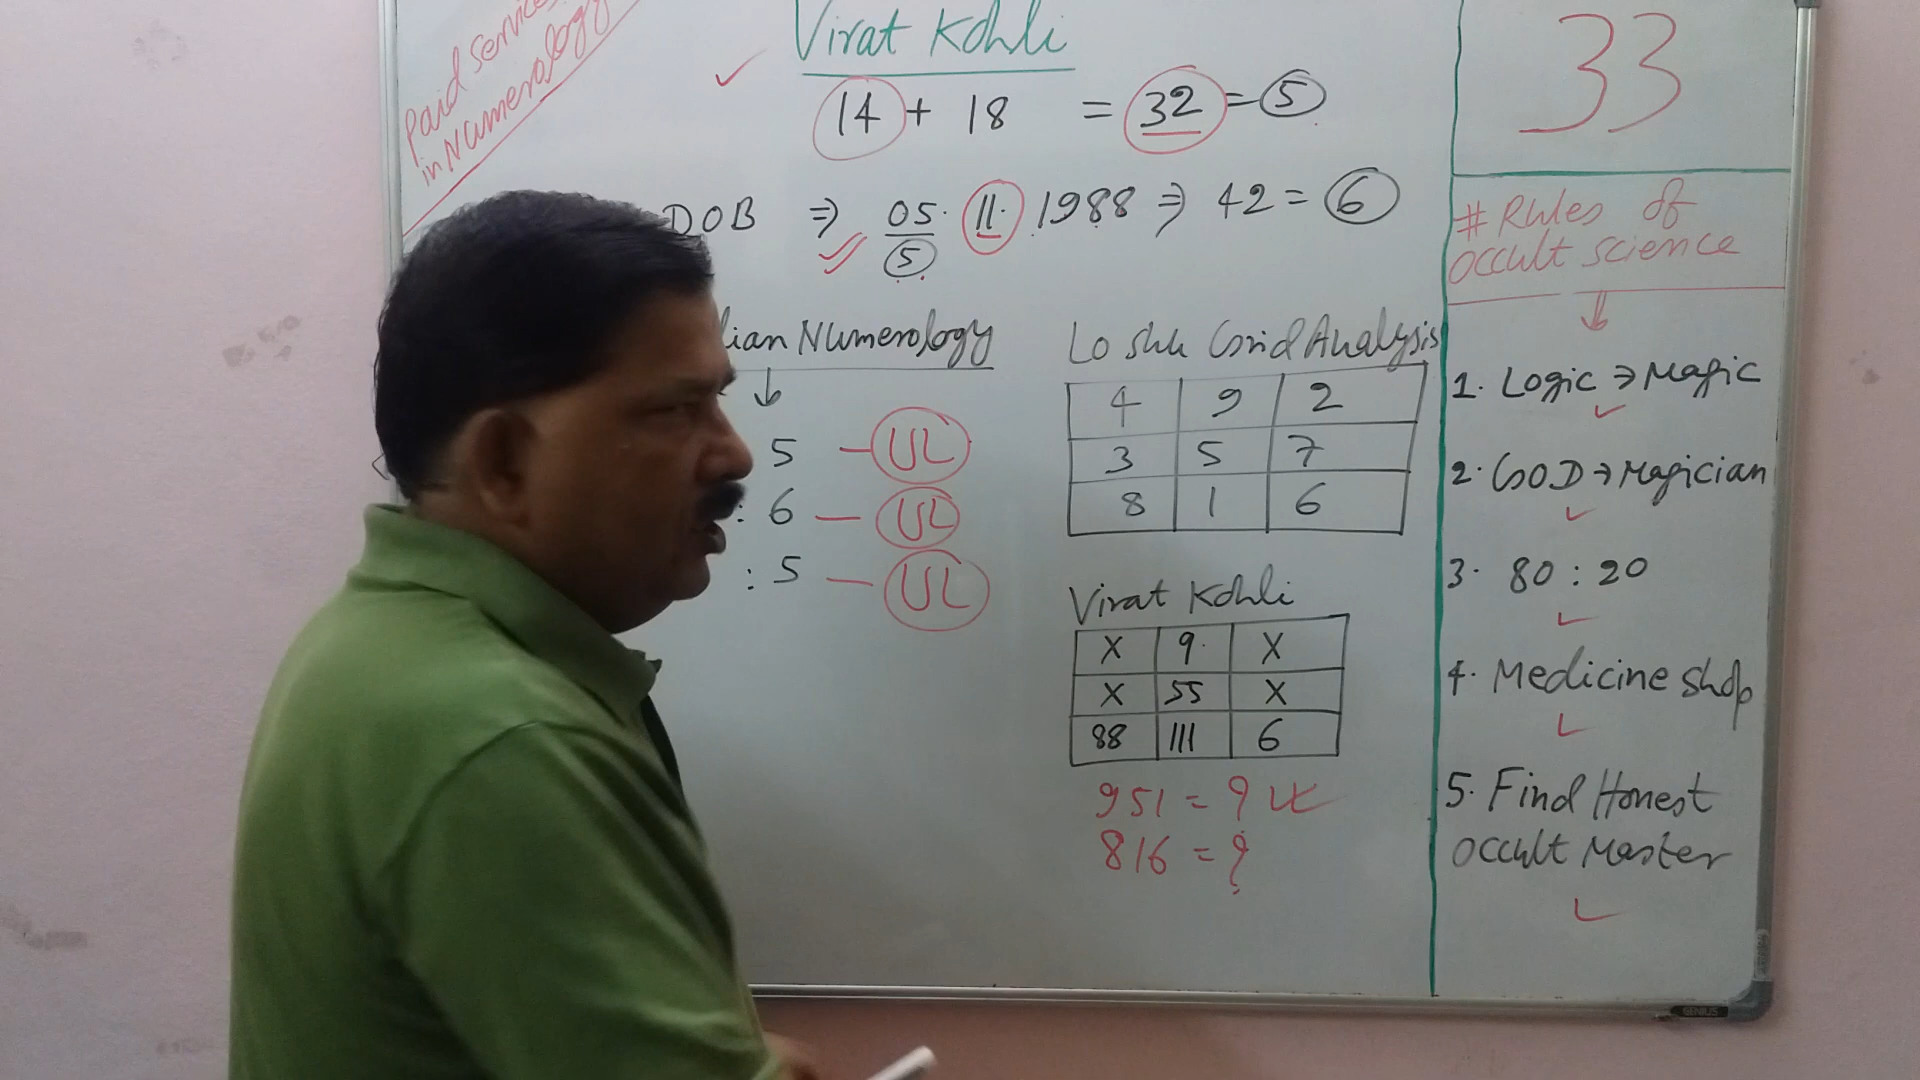 Paid services
in Numerology
Virat Kohli
14 + 18 = 32 = 5
DOB ⇒ 05. 11. 1988 ⇒ 42 = 6
5
lian Numerology
↓
5 — UL
: 6 — UL
: 5 — UL
Lo Shu Grid Analysis
4 9 2
3 5 7
8 1 6
Virat Kohli
X 9. X
X 55 X
88 111 6
951 = ?
816 = ?
33
# Rules of
occult science
↓
1. Logic → Magic
2. GOD → Magician
3. 80 : 20
4. Medicine shop
5. Find Honest
occult Master
GENIUS